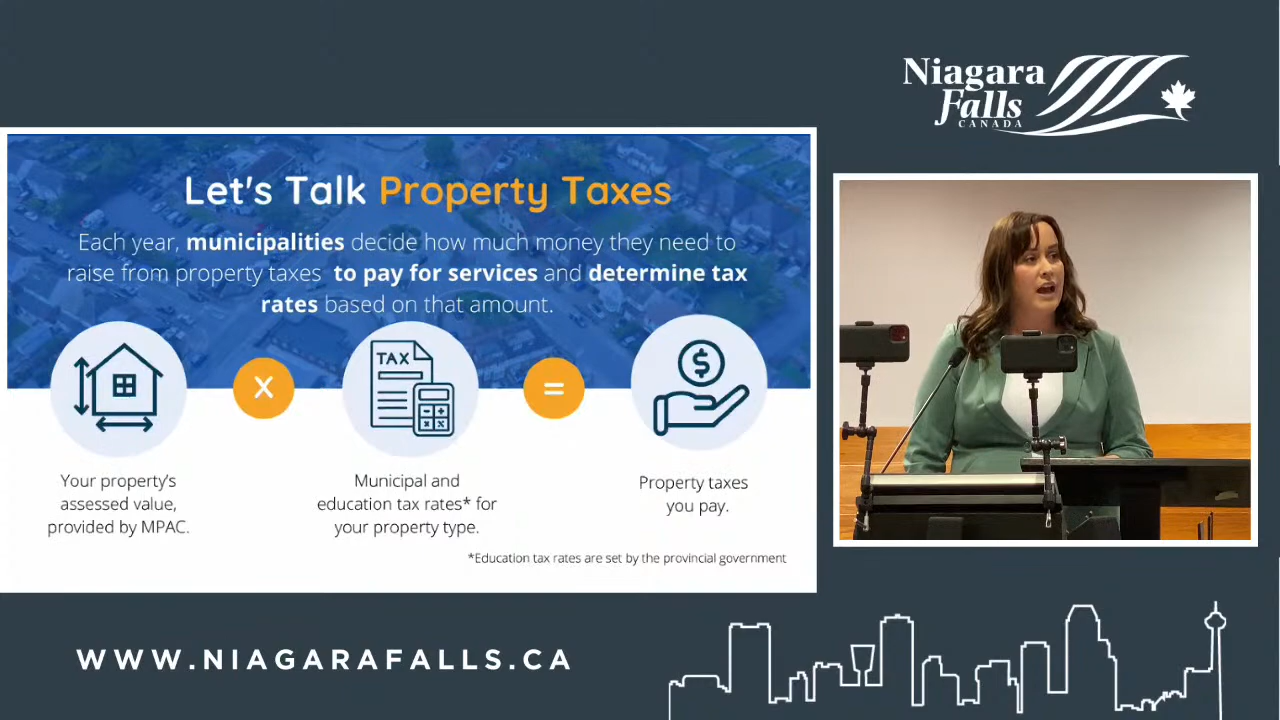 Niagara
Falls
CANADA
Let's Talk Property Taxes
Each year, municipalities decide how much money they need to
raise from property taxes to pay for services and determine tax
rates based on that amount.
TAX
X
=
$
Your property's
assessed value,
provided by MPAC.
Municipal and
education tax rates* for
your property type.
Property taxes
you pay.
*Education tax rates are set by the provincial government
WWW.NIAGARAFALLS.CA